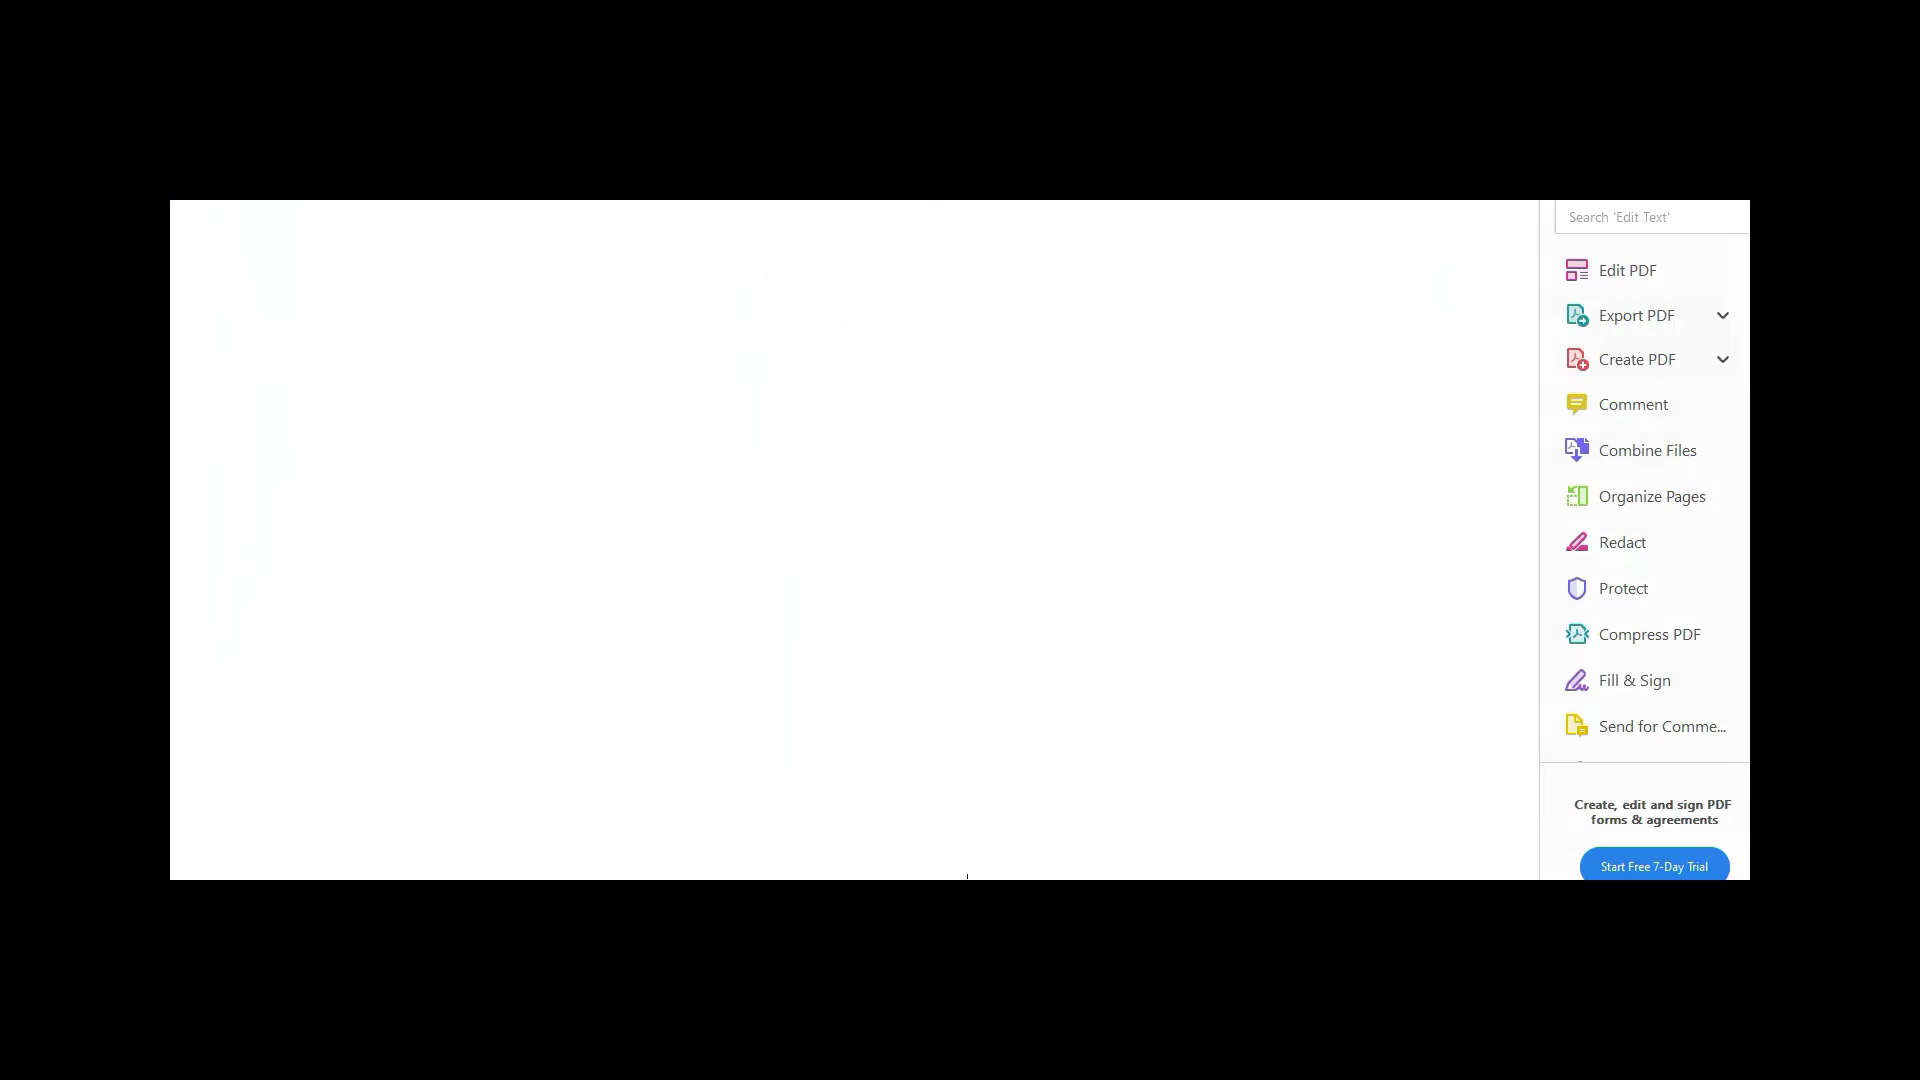 Search 'Edit Text'
Edit PDF
Export PDF
Create PDF
Comment
Combine Files
Organize Pages
Redact
Protect
Compress PDF
Fill & Sign
Send for Comme...
Create, edit and sign PDF
forms & agreements
Start Free 7-Day Trial